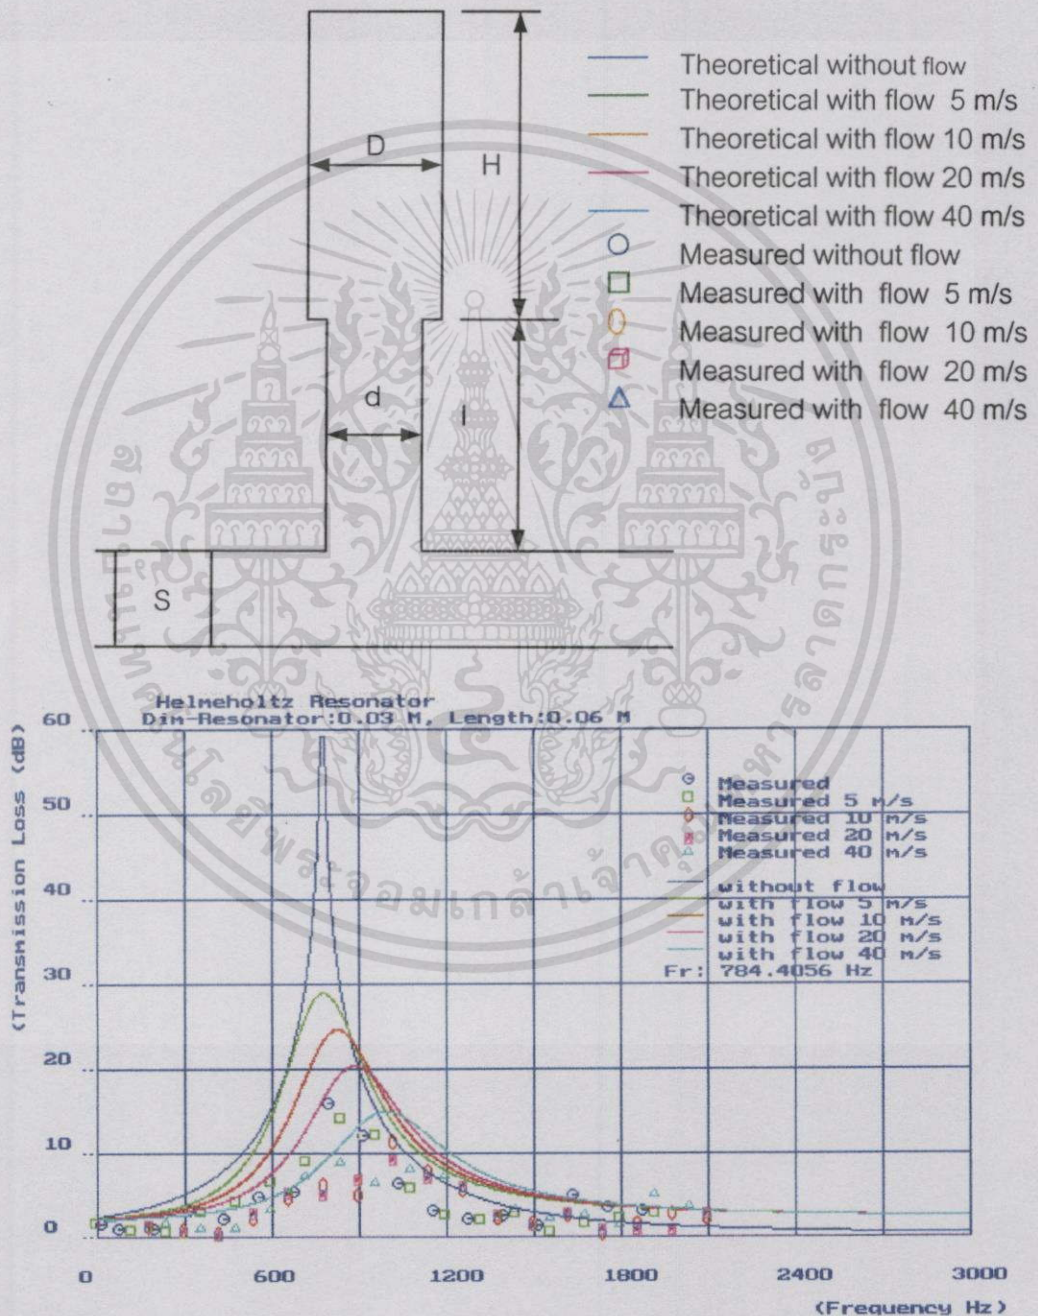 D
H
d
l
S
Theoretical without flow
Theoretical with flow 5 m/s
Theoretical with flow 10 m/s
Theoretical with flow 20 m/s
Theoretical with flow 40 m/s
Measured without flow
Measured with flow 5 m/s
Measured with flow 10 m/s
Measured with flow 20 m/s
Measured with flow 40 m/s
Helmeholtz Resonator
Dim-Resonator:0.03 M, Length:0.06 M
(Transmission Loss (dB)
60
50
40
30
20
10
0
Measured
Measured 5 m/s
Measured 10 m/s
Measured 20 m/s
Measured 40 m/s
without flow
with flow 5 m/s
with flow 10 m/s
with flow 20 m/s
with flow 40 m/s
Fr: 784.4056 Hz
0 600 1200 1800 2400 3000
(Frequency Hz)